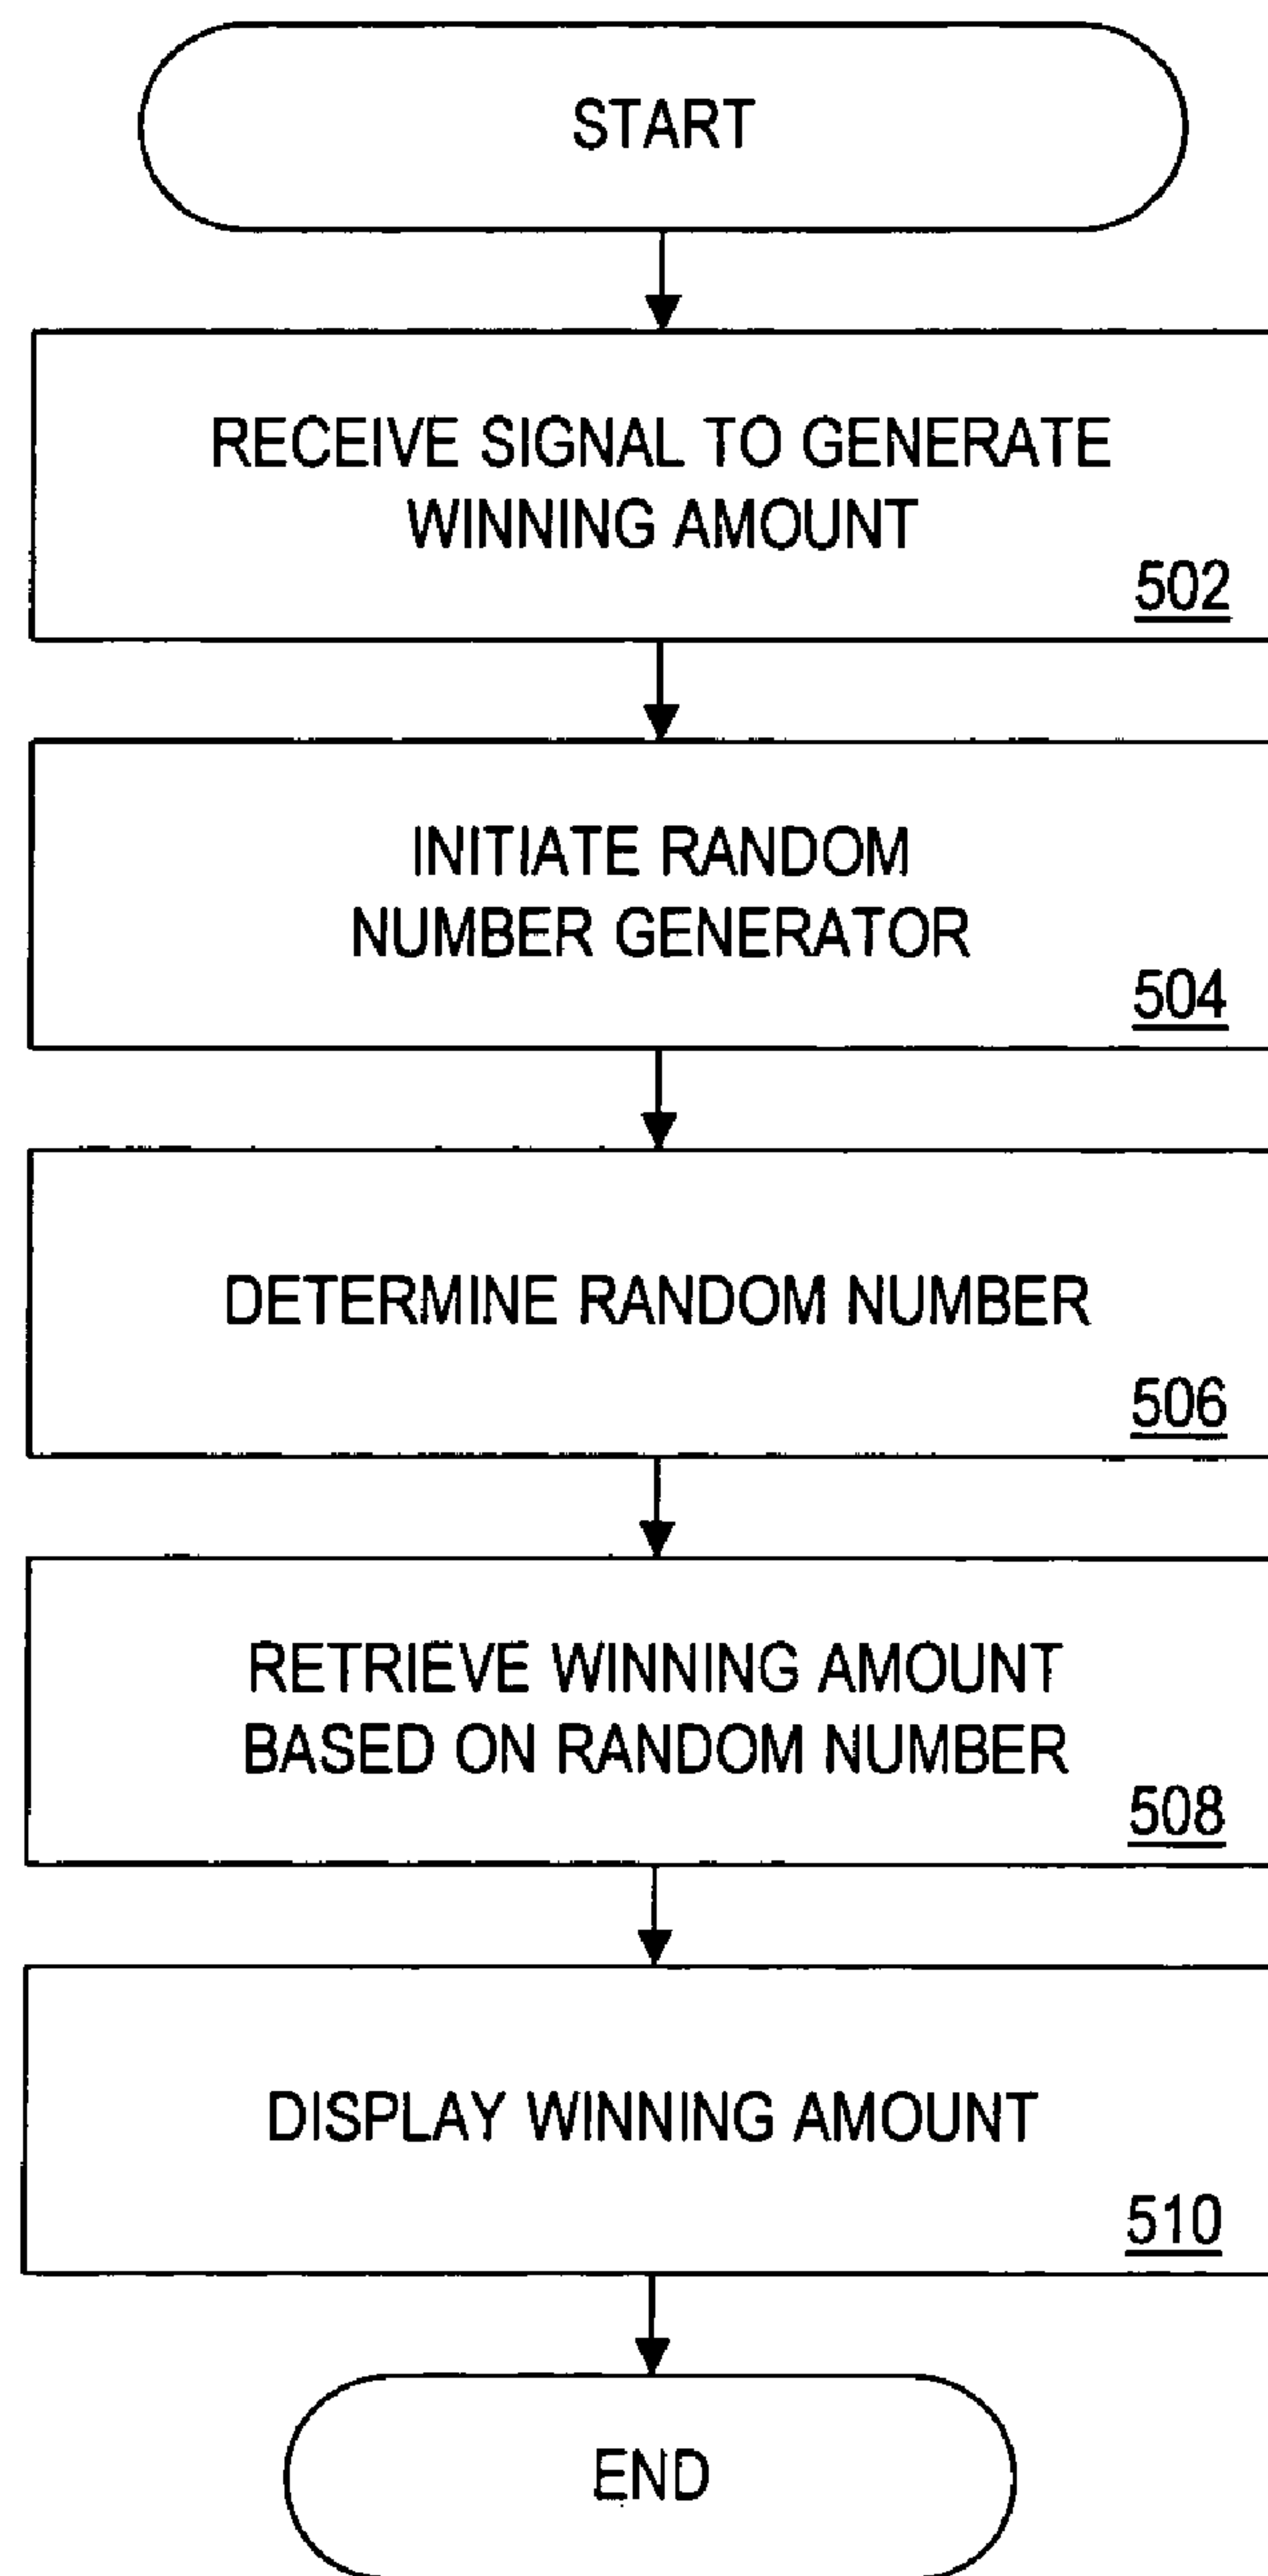 START
RECEIVE SIGNAL TO GENERATE
WINNING AMOUNT
502
INITIATE RANDOM
NUMBER GENERATOR
504
DETERMINE RANDOM NUMBER
506
RETRIEVE WINNING AMOUNT
BASED ON RANDOM NUMBER
508
DISPLAY WINNING AMOUNT
510
END